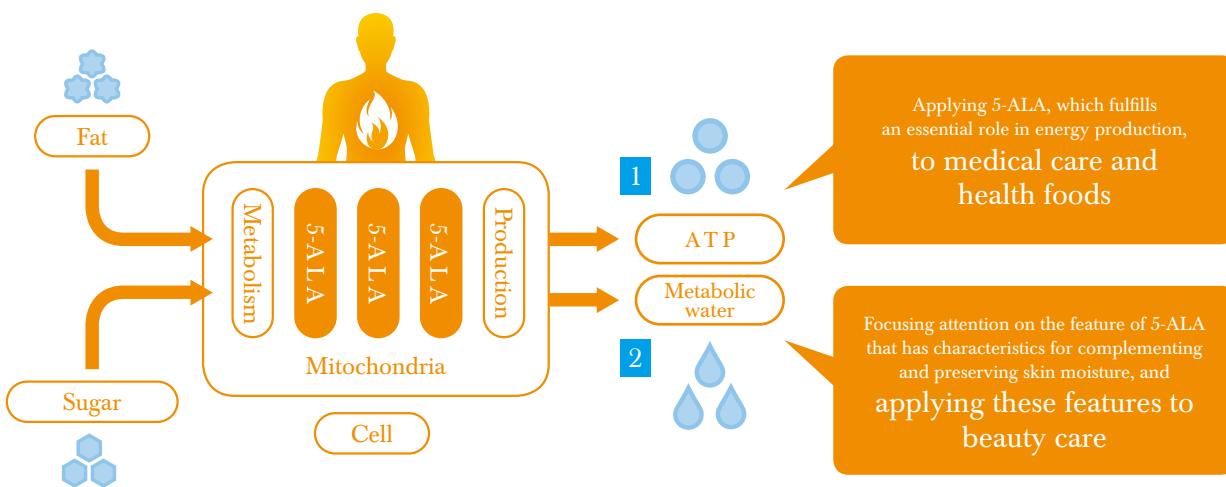 Fat
Sugar
Metabolism
5-ALA
5-ALA
5-ALA
Production
Mitochondria
Cell
1
ATP
Metabolic
water
2
Applying 5-ALA, which fulfills
an essential role in energy production,
to medical care and
health foods
Focusing attention on the feature of 5-ALA
that has characteristics for complementing
and preserving skin moisture, and
applying these features to
beauty care